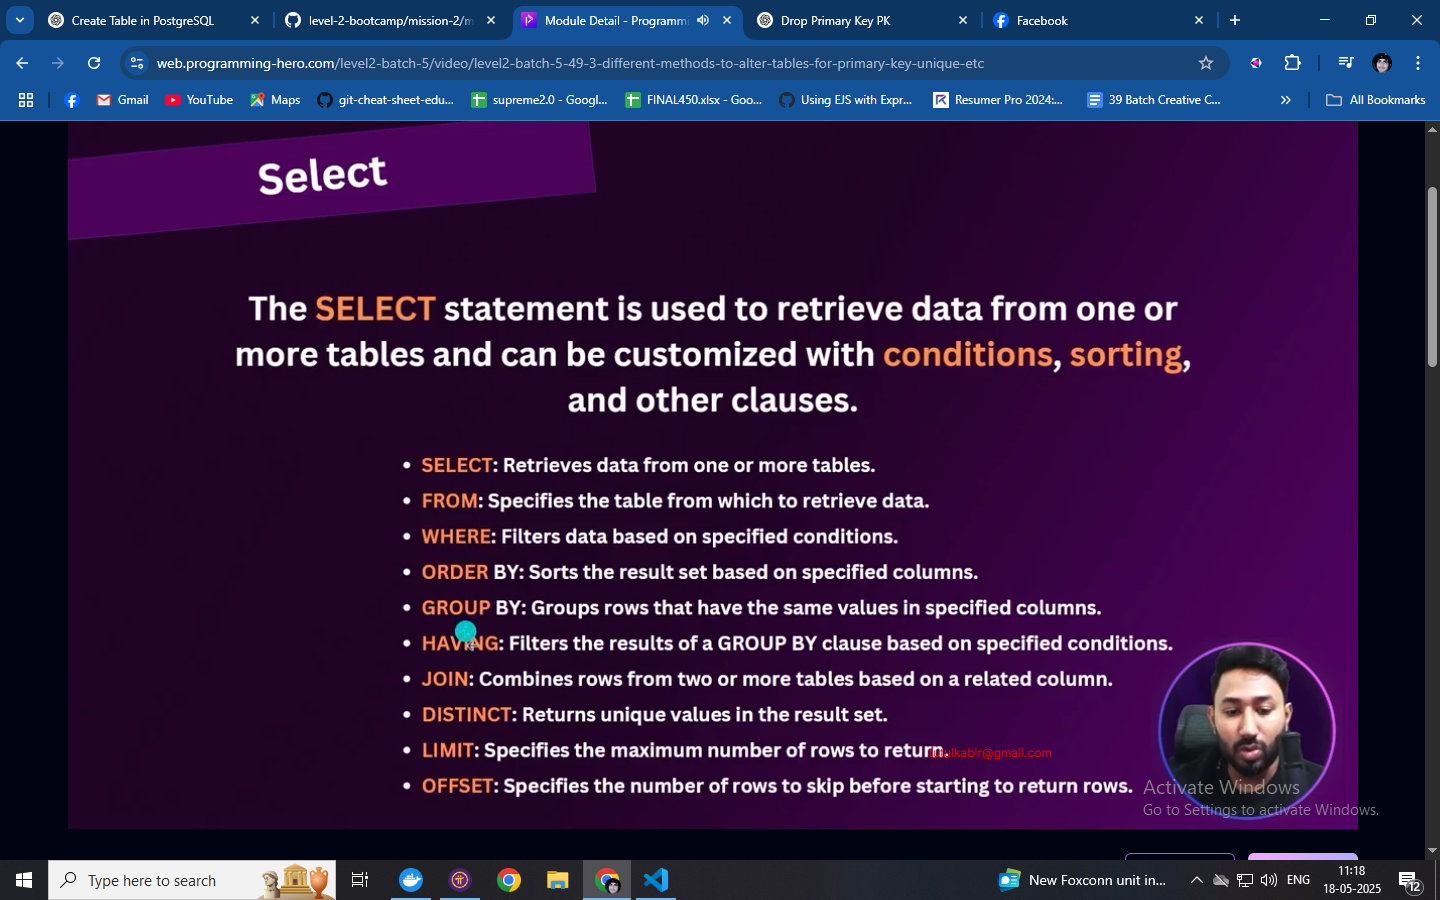 Create Table in PostgreSQL
level-2-bootcamp/mission-2/m
Module Detail - Programmi
Drop Primary Key PK
Facebook
web.programming-hero.com/level2-batch-5/video/level2-batch-5-49-3-different-methods-to-alter-tables-for-primary-key-unique-etc
Gmail
YouTube
Maps
git-cheat-sheet-edu...
supreme2.0 - Googl...
FINAL450.xlsx - Goo...
Using EJS with Expr...
Resumer Pro 2024:...
39 Batch Creative C...
All Bookmarks
Select
The SELECT statement is used to retrieve data from one or
more tables and can be customized with conditions, sorting,
and other clauses.
• SELECT: Retrieves data from one or more tables.
• FROM: Specifies the table from which to retrieve data.
• WHERE: Filters data based on specified conditions.
• ORDER BY: Sorts the result set based on specified columns.
• GROUP BY: Groups rows that have the same values in specified columns.
• HAVING: Filters the results of a GROUP BY clause based on specified conditions.
• JOIN: Combines rows from two or more tables based on a related column.
• DISTINCT: Returns unique values in the result set.
• LIMIT: Specifies the maximum number of rows to return.
• OFFSET: Specifies the number of rows to skip before starting to return rows.
Activate Windows
Go to Settings to activate Windows.
Type here to search
New Foxconn unit in...
ENG
11:18
18-05-2025
12